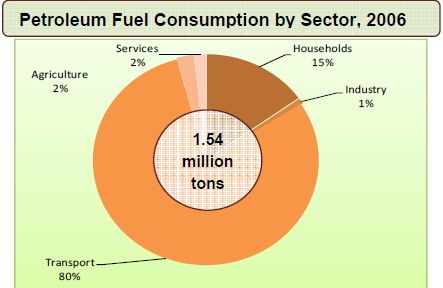 Petroleum Fuel Consumption by Sector, 2006
Services
2%
Households
15%
Agriculture
2%
Industry
1%
1.54
million
tons
Transport
80%